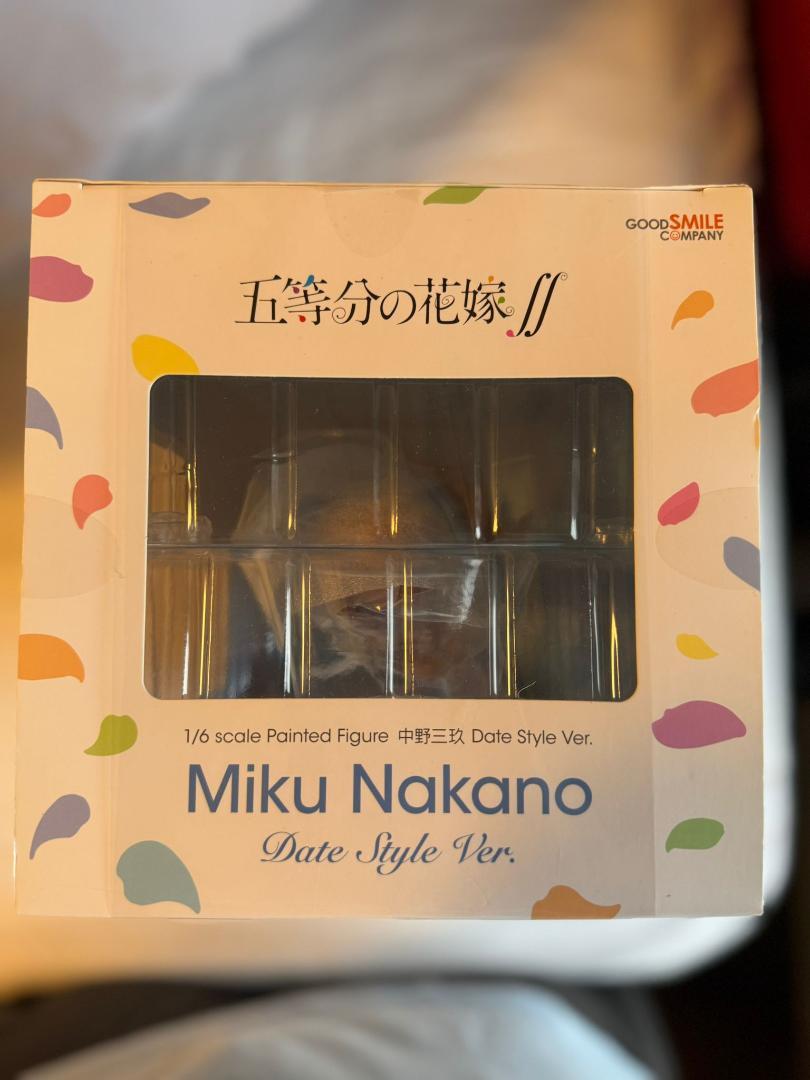 GOODSMILE
COMPANY
五等分の花嫁∬
1/6 scale Painted Figure 中野三玖 Date Style Ver.
Miku Nakano
Date Style Ver.